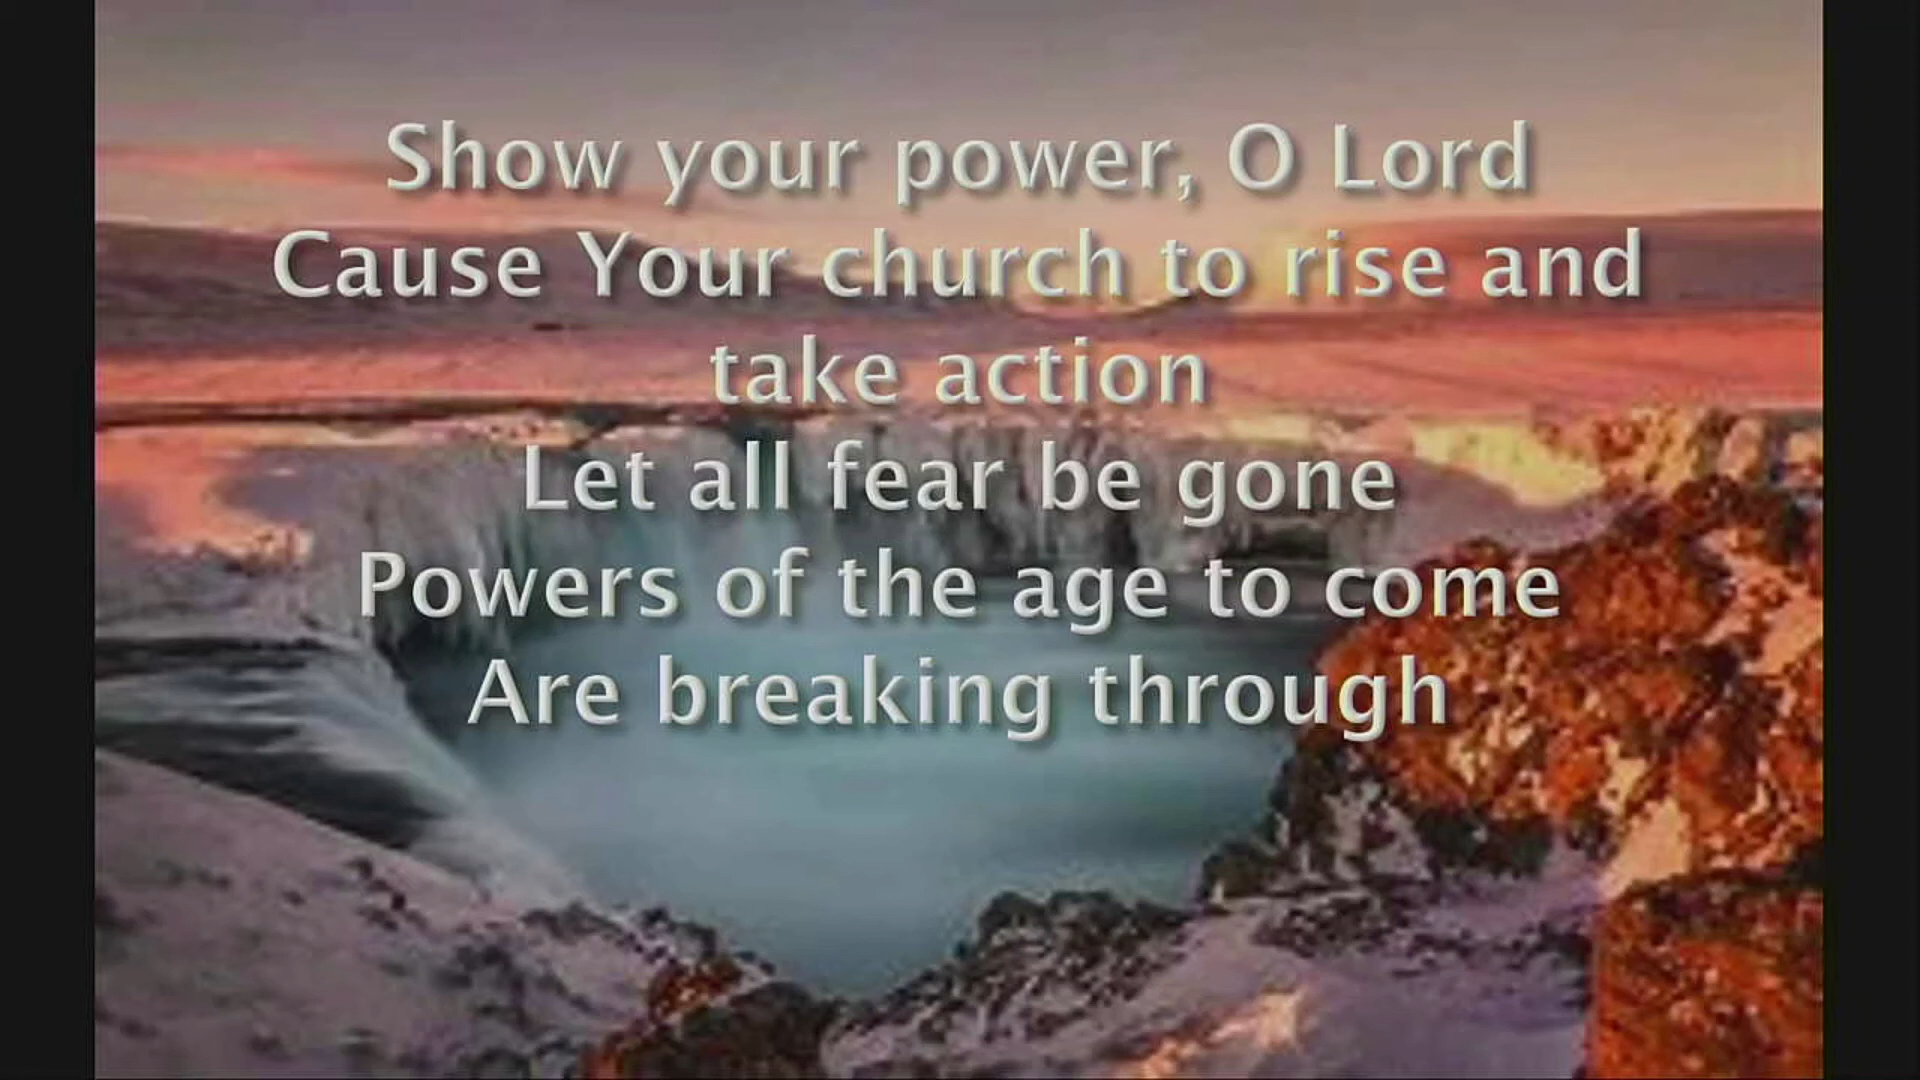 Show your power, O Lord
Cause Your church to rise and
take action
Let all fear be gone
Powers of the age to come
Are breaking through